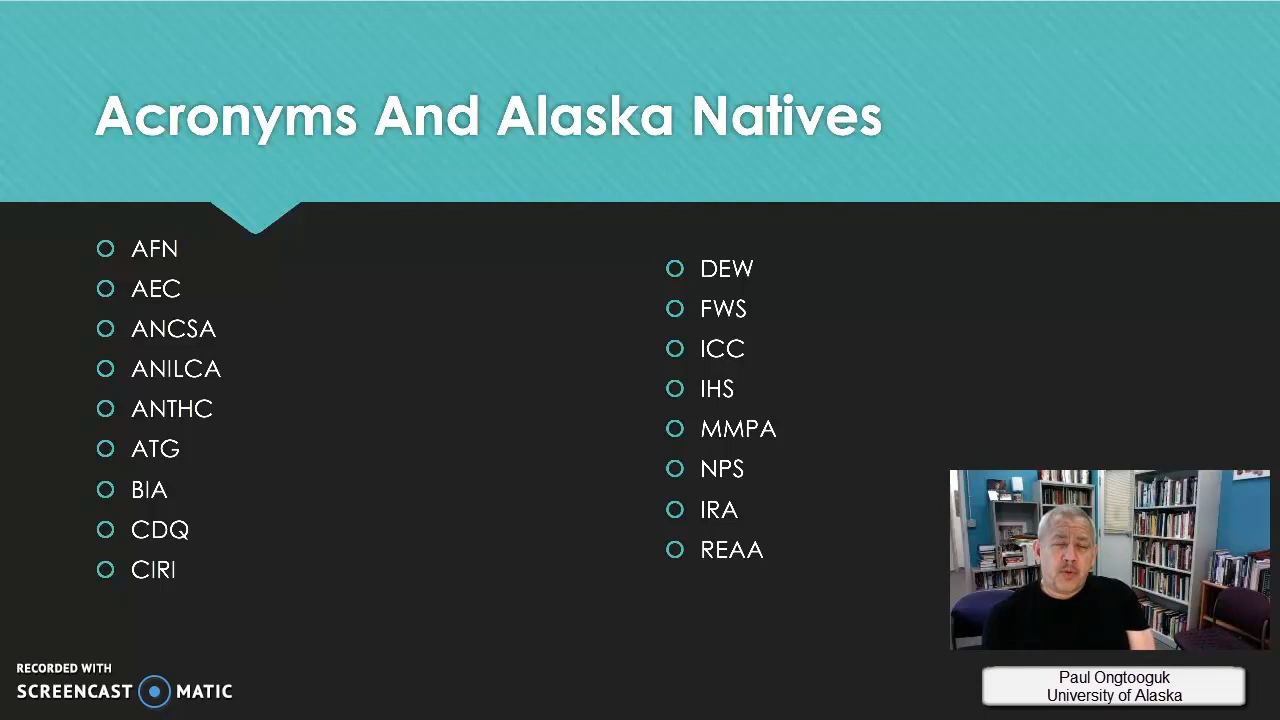 Acronyms And Alaska Natives
AFN
AEC
ANCSA
ANILCA
ANTHC
ATG
BIA
CDQ
CIRI
DEW
FWS
ICC
IHS
MMPA
NPS
IRA
REAA
RECORDED WITH
SCREENCAST MATIC
Paul Ongtooguk
University of Alaska